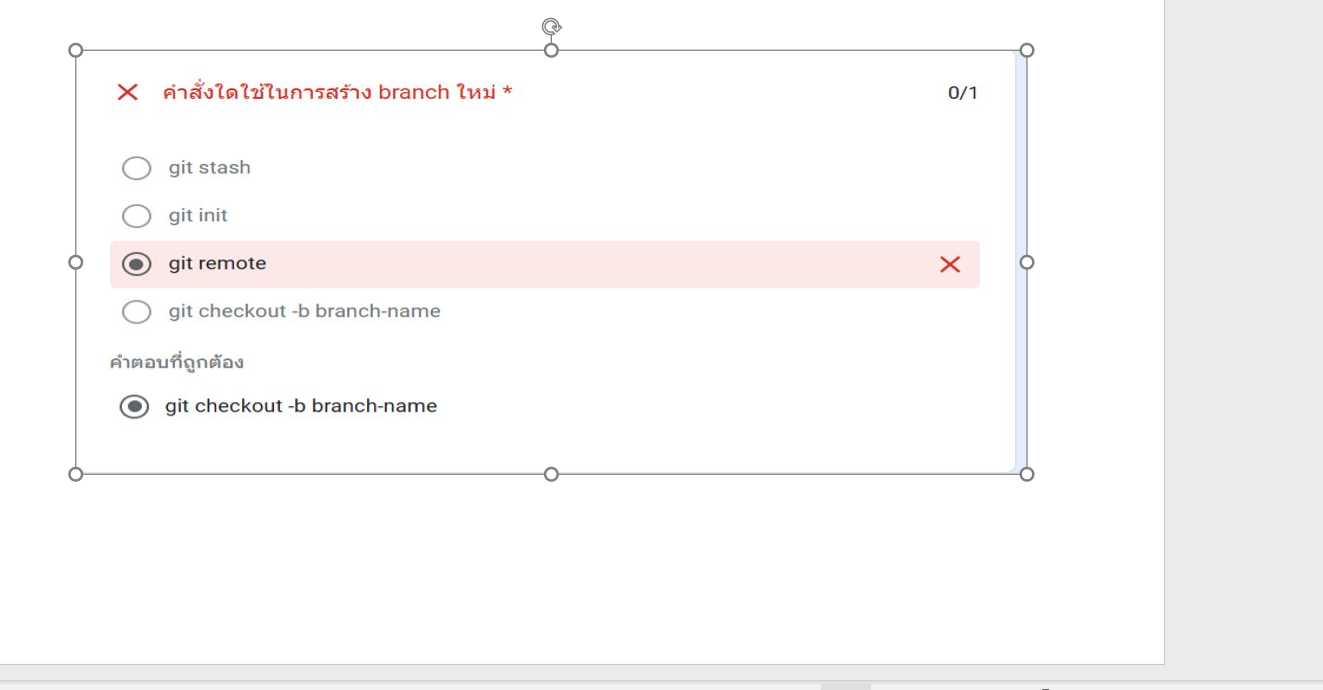 คำสั่งใดใช้ในการสร้าง branch ใหม่ * 0/1
git stash
git init
git remote
git checkout -b branch-name
คำตอบที่ถูกต้อง
git checkout -b branch-name